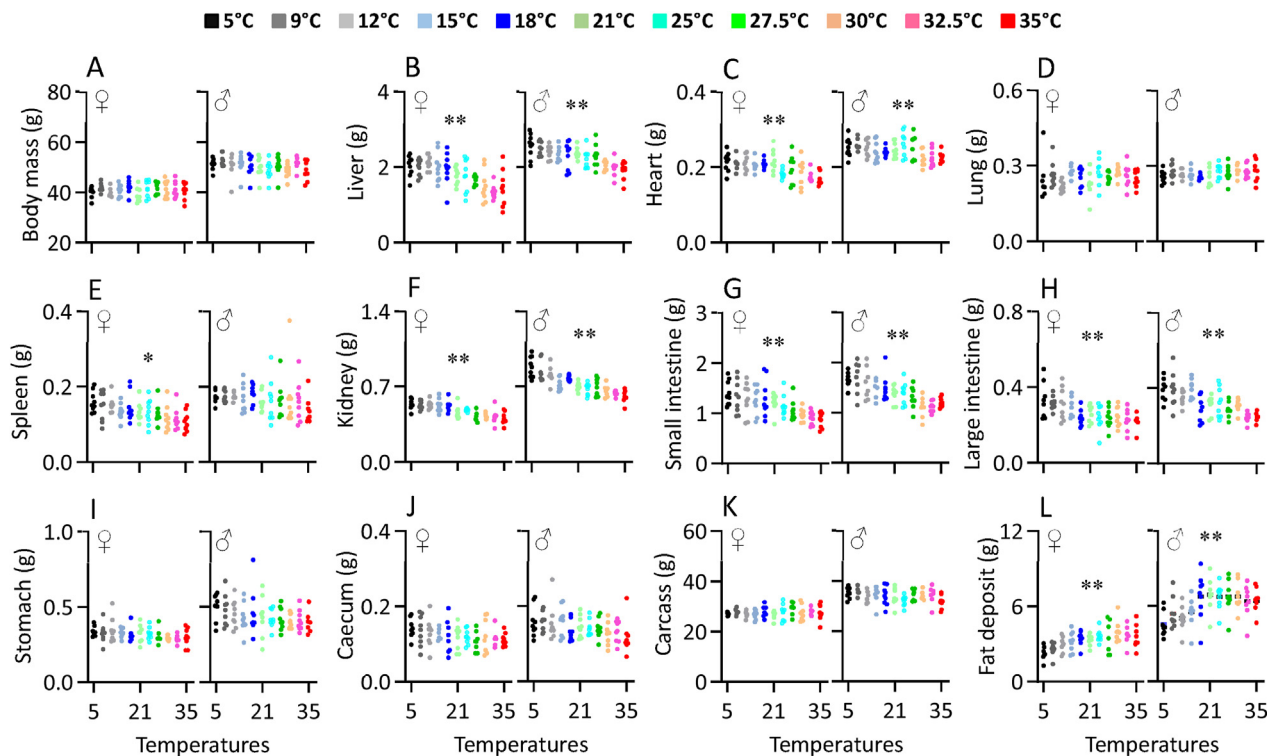 5°C 9°C 12°C 15°C 18°C 21°C 25°C 27.5°C 30°C 32.5°C 35°C
A B C D
Body mass (g) 80 60 40 20 ♀ ♂
Liver (g) 4 2 0 ♀ ** ♂ **
Heart (g) 0.4 0.2 0.0 ♀ ** ♂ **
Lung (g) 0.6 0.3 0.0 ♀ ♂
E F G H
Spleen (g) 0.4 0.2 0.0 ♀ * ♂
Kidney (g) 1.4 0.7 0.0 ♀ ** ♂ **
Small intestine (g) 3 2 1 0 ♀ ** ♂ **
Large intestine (g) 0.8 0.4 0.0 ♀ ** ♂ **
I J K L
Stomach (g) 1.0 0.5 0.0 ♀ ♂
Caecum (g) 0.4 0.2 0.0 ♀ ♂
Carcass (g) 60 40 20 0 ♀ ♂
Fat deposit (g) 12 6 0 ♀ ** ♂ **
5 21 35 5 21 35 5 21 35 5 21 35 5 21 35 5 21 35 5 21 35 5 21 35
Temperatures Temperatures Temperatures Temperatures